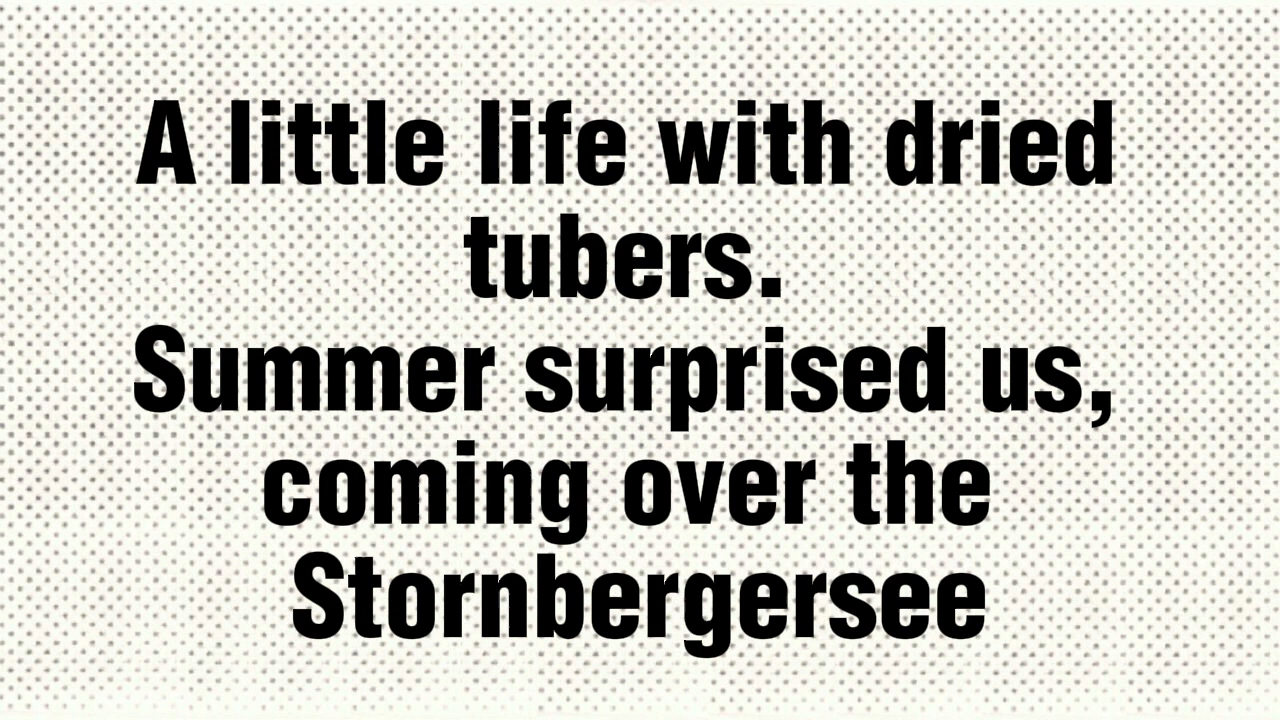 A little life with dried
tubers.
Summer surprised us,
coming over the
Stornbergersee